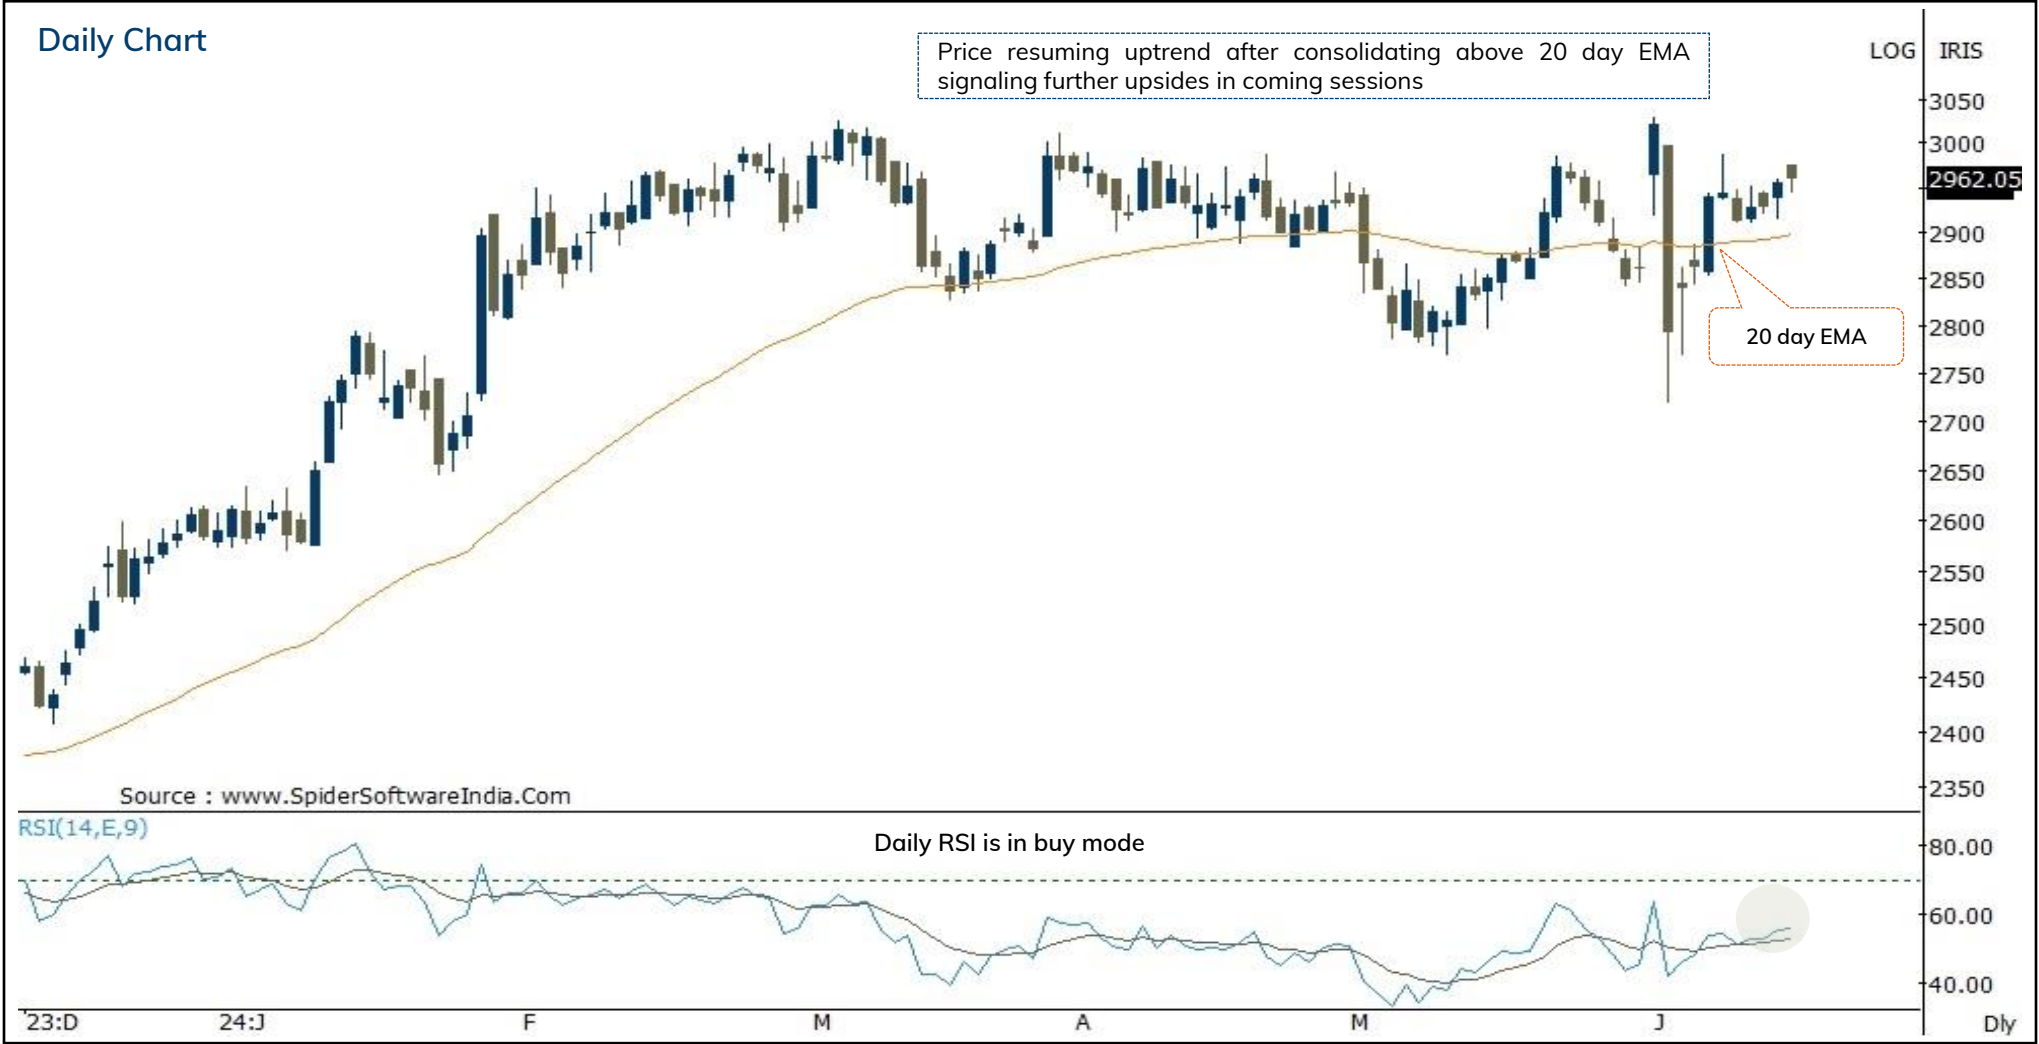 Daily Chart
Price resuming uptrend after consolidating above 20 day EMA
signaling further upsides in coming sessions
LOG IRIS
3050
3000
2962.05
2900
2850
2800
20 day EMA
2750
2700
2650
2600
2550
2500
2450
2400
2350
Source : www.SpiderSoftwareIndia.Com
RSI(14,E,9)
Daily RSI is in buy mode
80.00
60.00
40.00
23:D 24:J F M A M J Dly